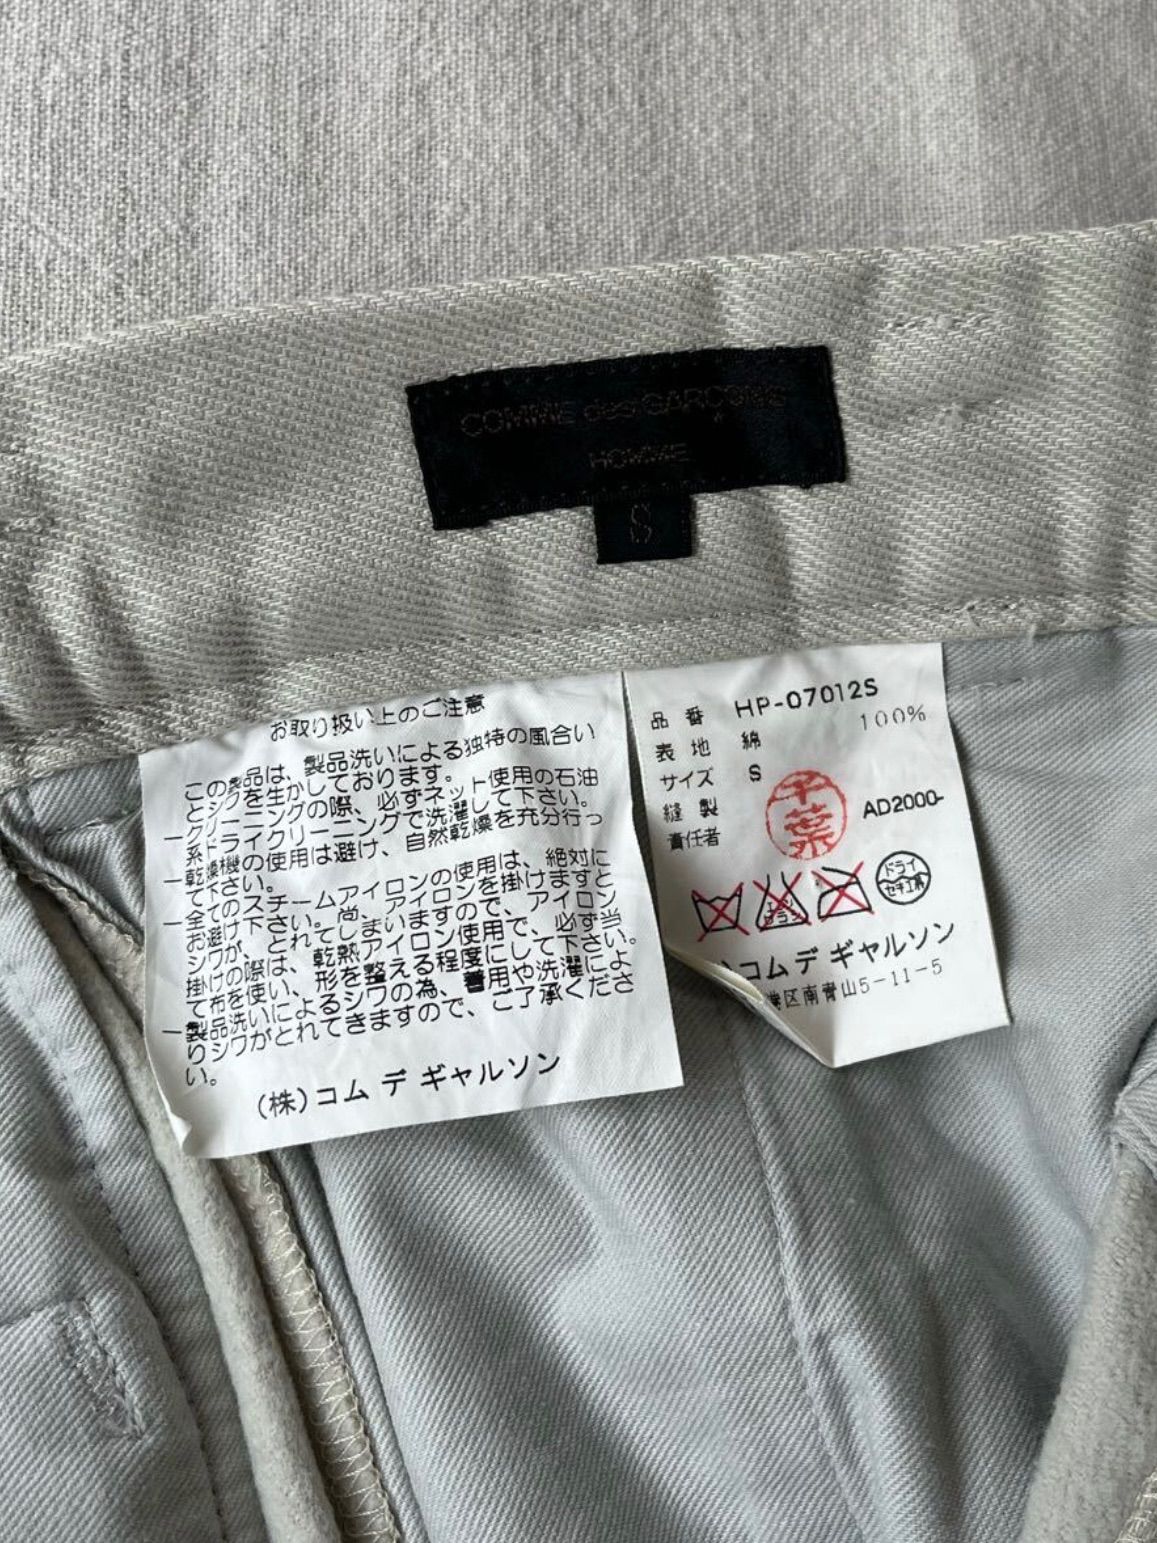 COMME des GARÇONS
HOMME
S
お取り扱い上のご注意
この製品は、製品洗いによる独特の風合い
とシワを生かしております。
ークリーニングの際、必ずネット使用の石油
系ドライクリーニングで洗濯して下さい。
ー乾燥機の使用は避け、自然乾燥を充分行っ
て下さい。
ー全てのスチームアイロンの使用は、絶対に
お避け下さい。尚、アイロンを掛けますと
シワが、とれてしまいますので、アイロン
掛けの際は、乾熱アイロン使用で、必ず当
て布を使い、形を整える程度にして下さい。
ー製品洗いによるシワの為、着用や洗濯によ
りシワがとれてきますので、ご了承くださ
い。
(株)コム デ ギャルソン
品番 HP-07012S
表地 綿 100%
サイズ S
縫製
責任者
千葉
AD2000-
ドライ
セキユ系
)コム デ ギャルソン
港区南青山5-11-5